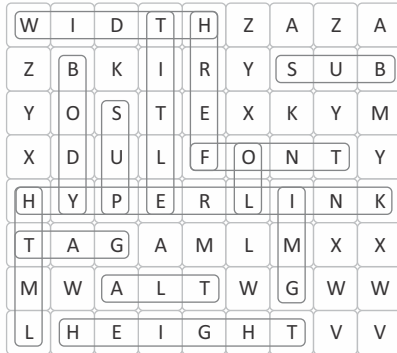 W I D T H Z A Z A
Z B K I R Y S U B
Y O S T E X K Y M
X D U L F O N T Y
H Y P E R L I N K
T A G A M L M X X
M W A L T W G W W
L H E I G H T V V